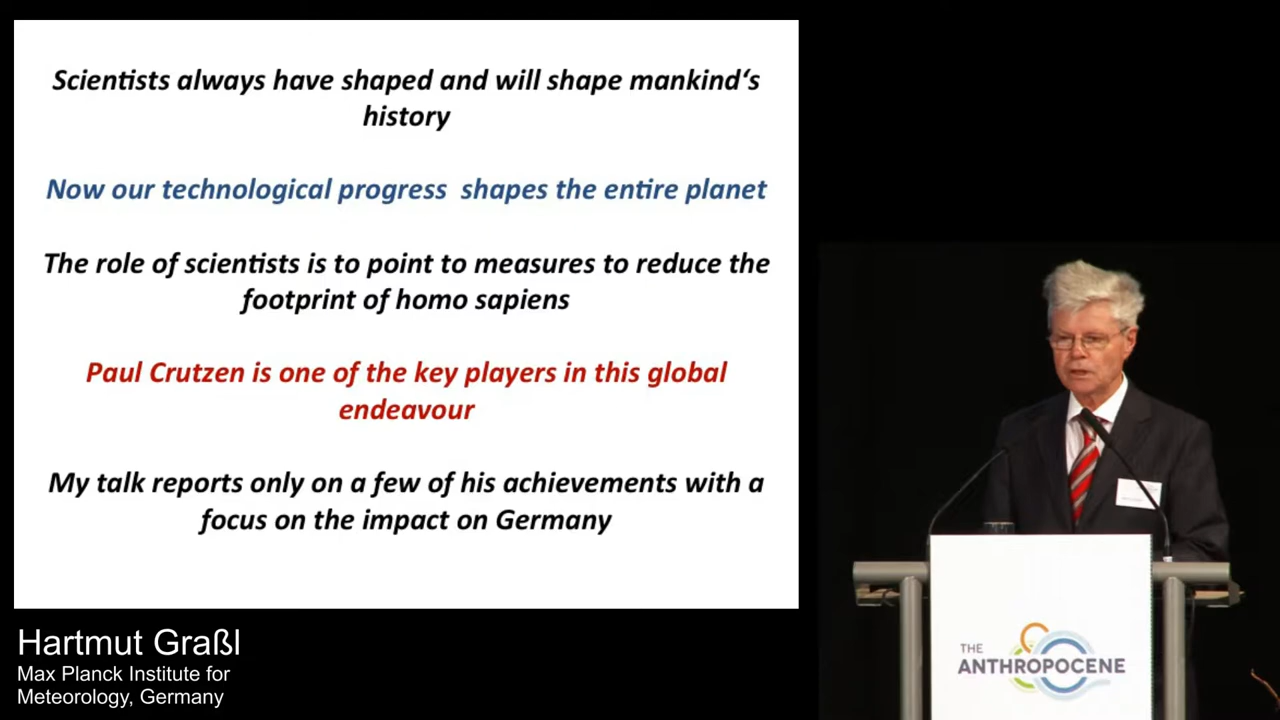 Scientists always have shaped and will shape mankind‘s
history
Now our technological progress  shapes the entire planet
The role of scientists is to point to measures to reduce the
footprint of homo sapiens
Paul Crutzen is one of the key players in this global
endeavour
My talk reports only on a few of his achievements with a
focus on the impact on Germany
Hartmut Graßl
Max Planck Institute for
Meteorology, Germany
THE
ANTHROPOCENE